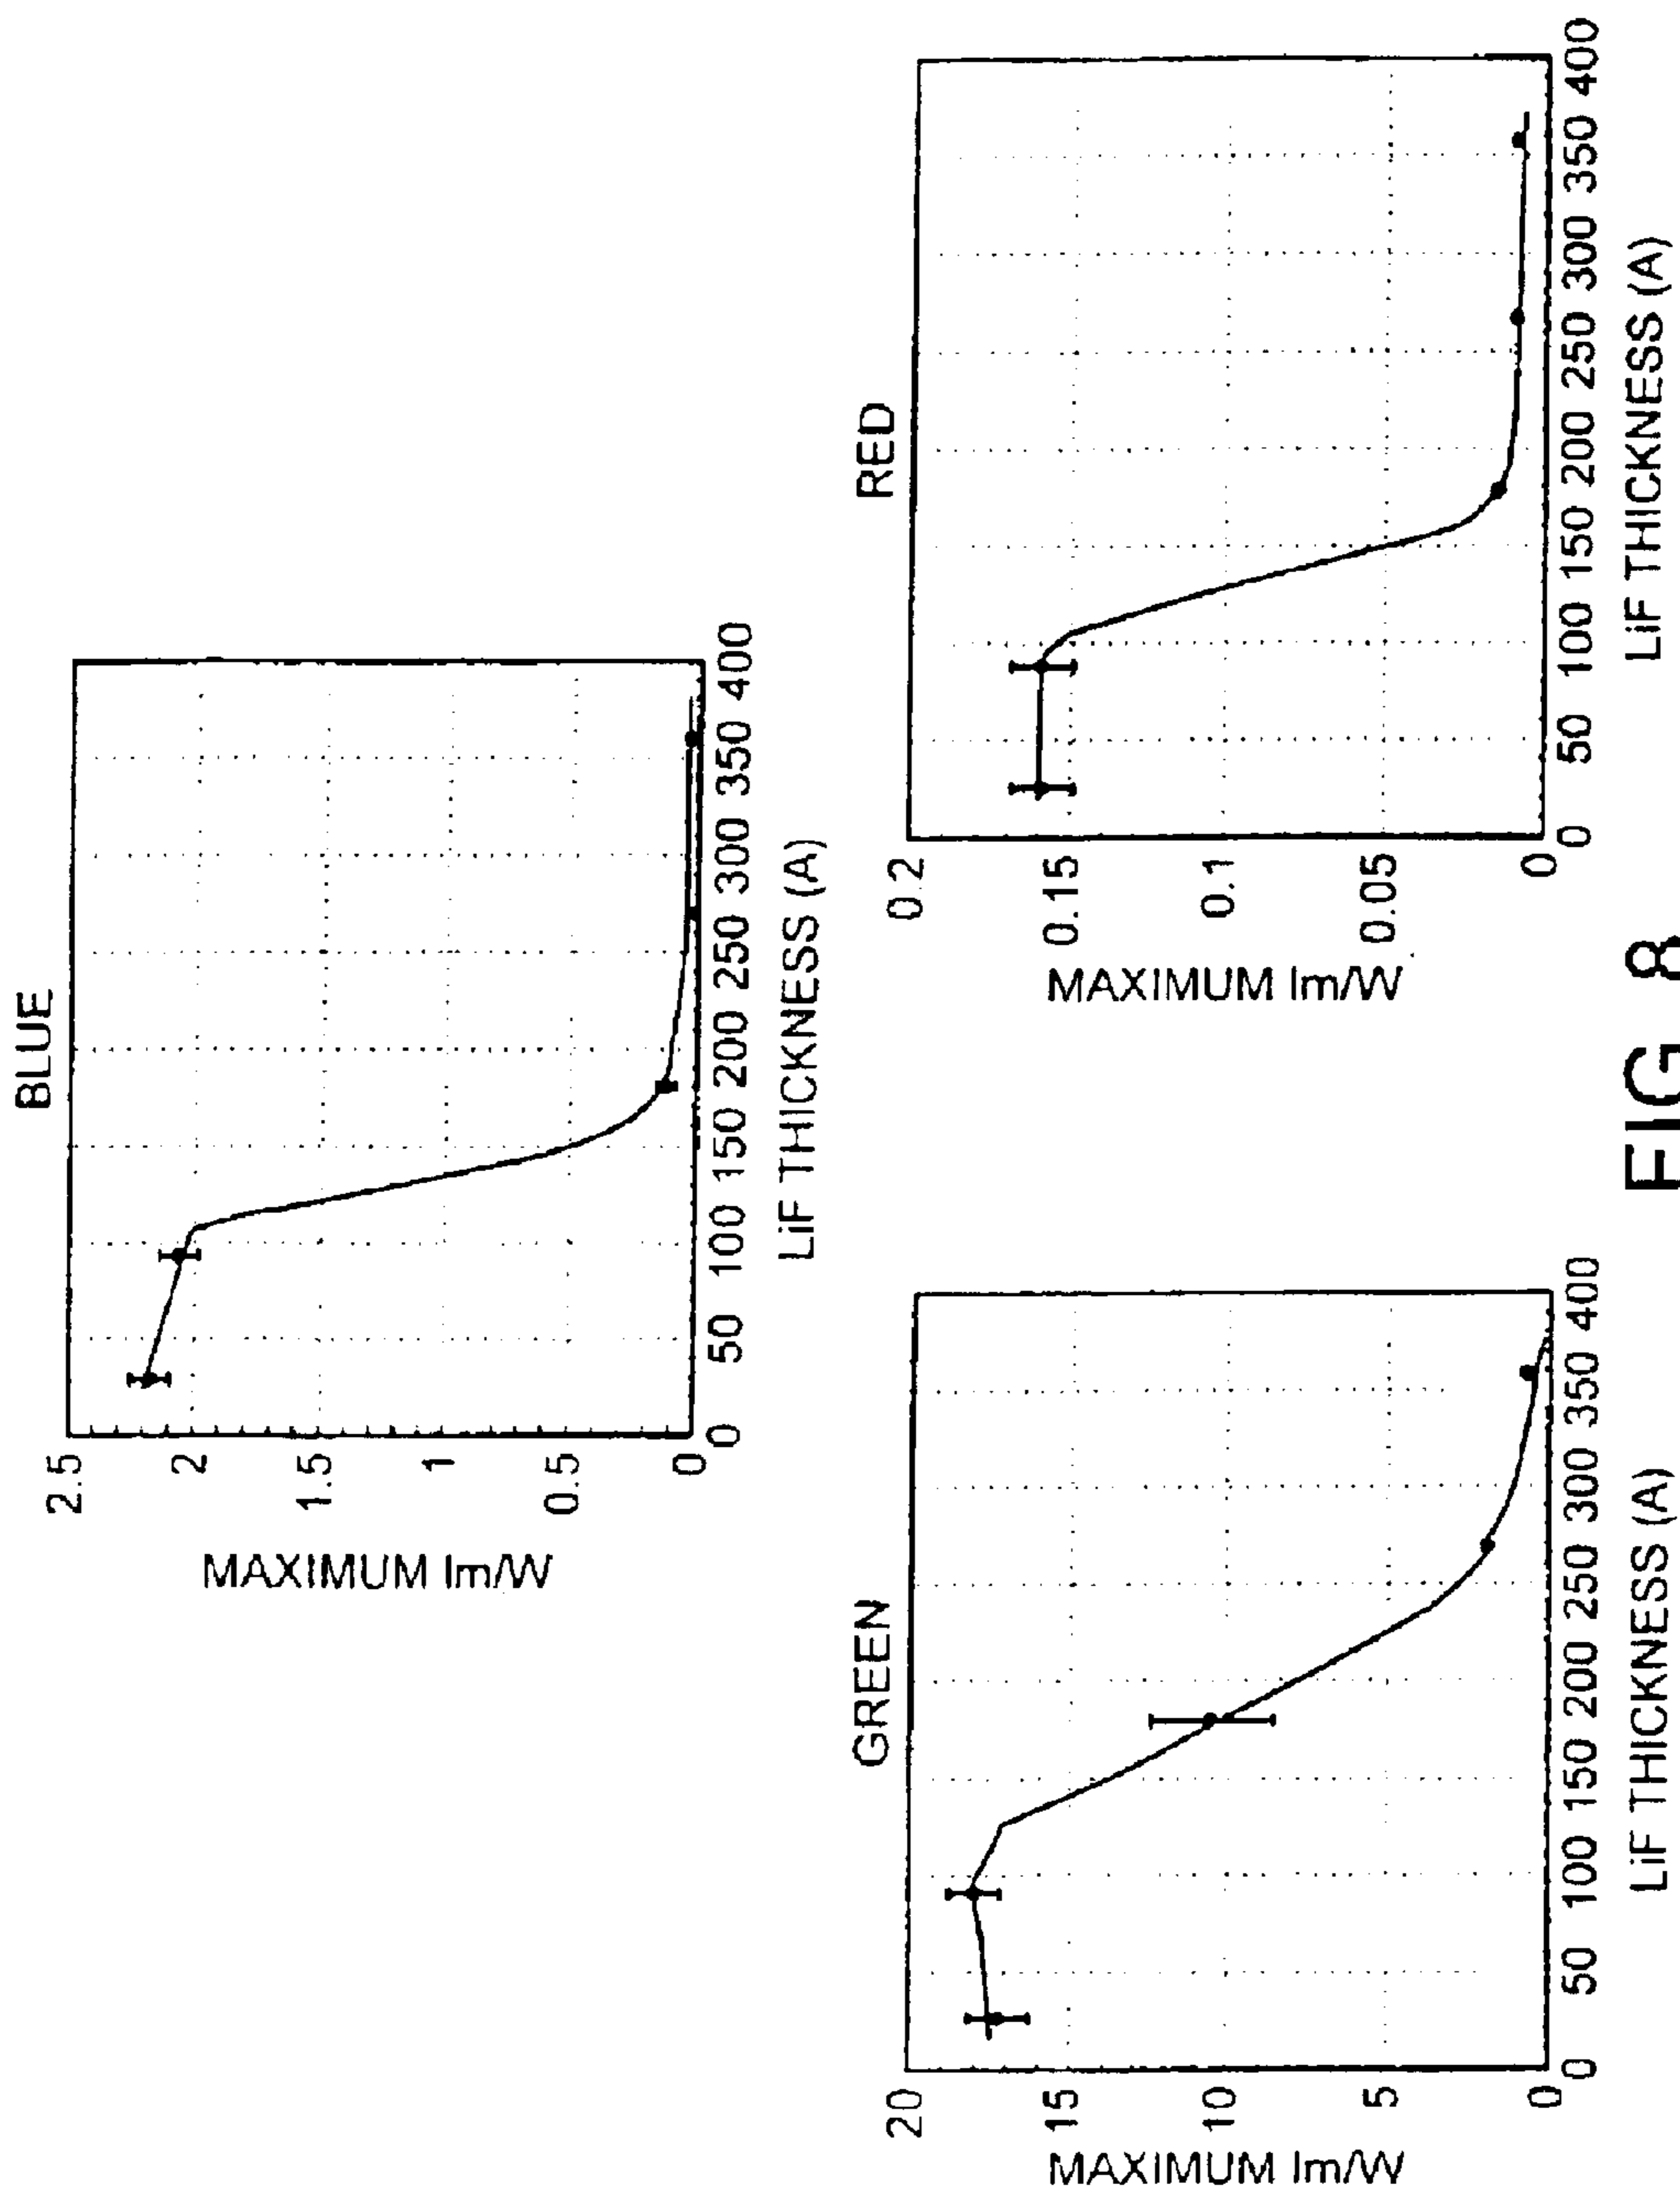 BLUE
MAXIMUM lm/W
2.5
2
1.5
1
0.5
0
0 50 100 150 200 250 300 350 400
LiF THICKNESS (A)
GREEN
MAXIMUM lm/W
20
15
10
5
0
0 50 100 150 200 250 300 350 400
LiF THICKNESS (A)
RED
MAXIMUM lm/W
0.2
0.15
0.1
0.05
0
0 50 100 150 200 250 300 350 400
LiF THICKNESS (A)
FIG. 8